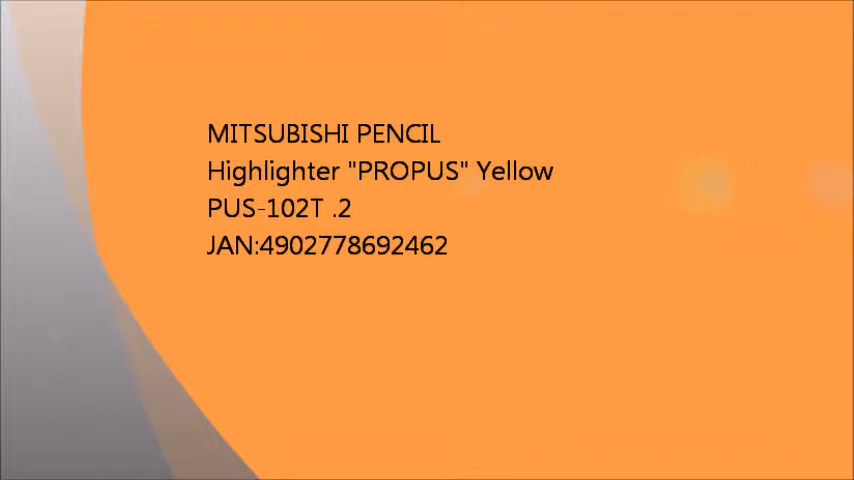 MITSUBISHI PENCIL
Highlighter "PROPUS" Yellow
PUS-102T .2
JAN:4902778692462